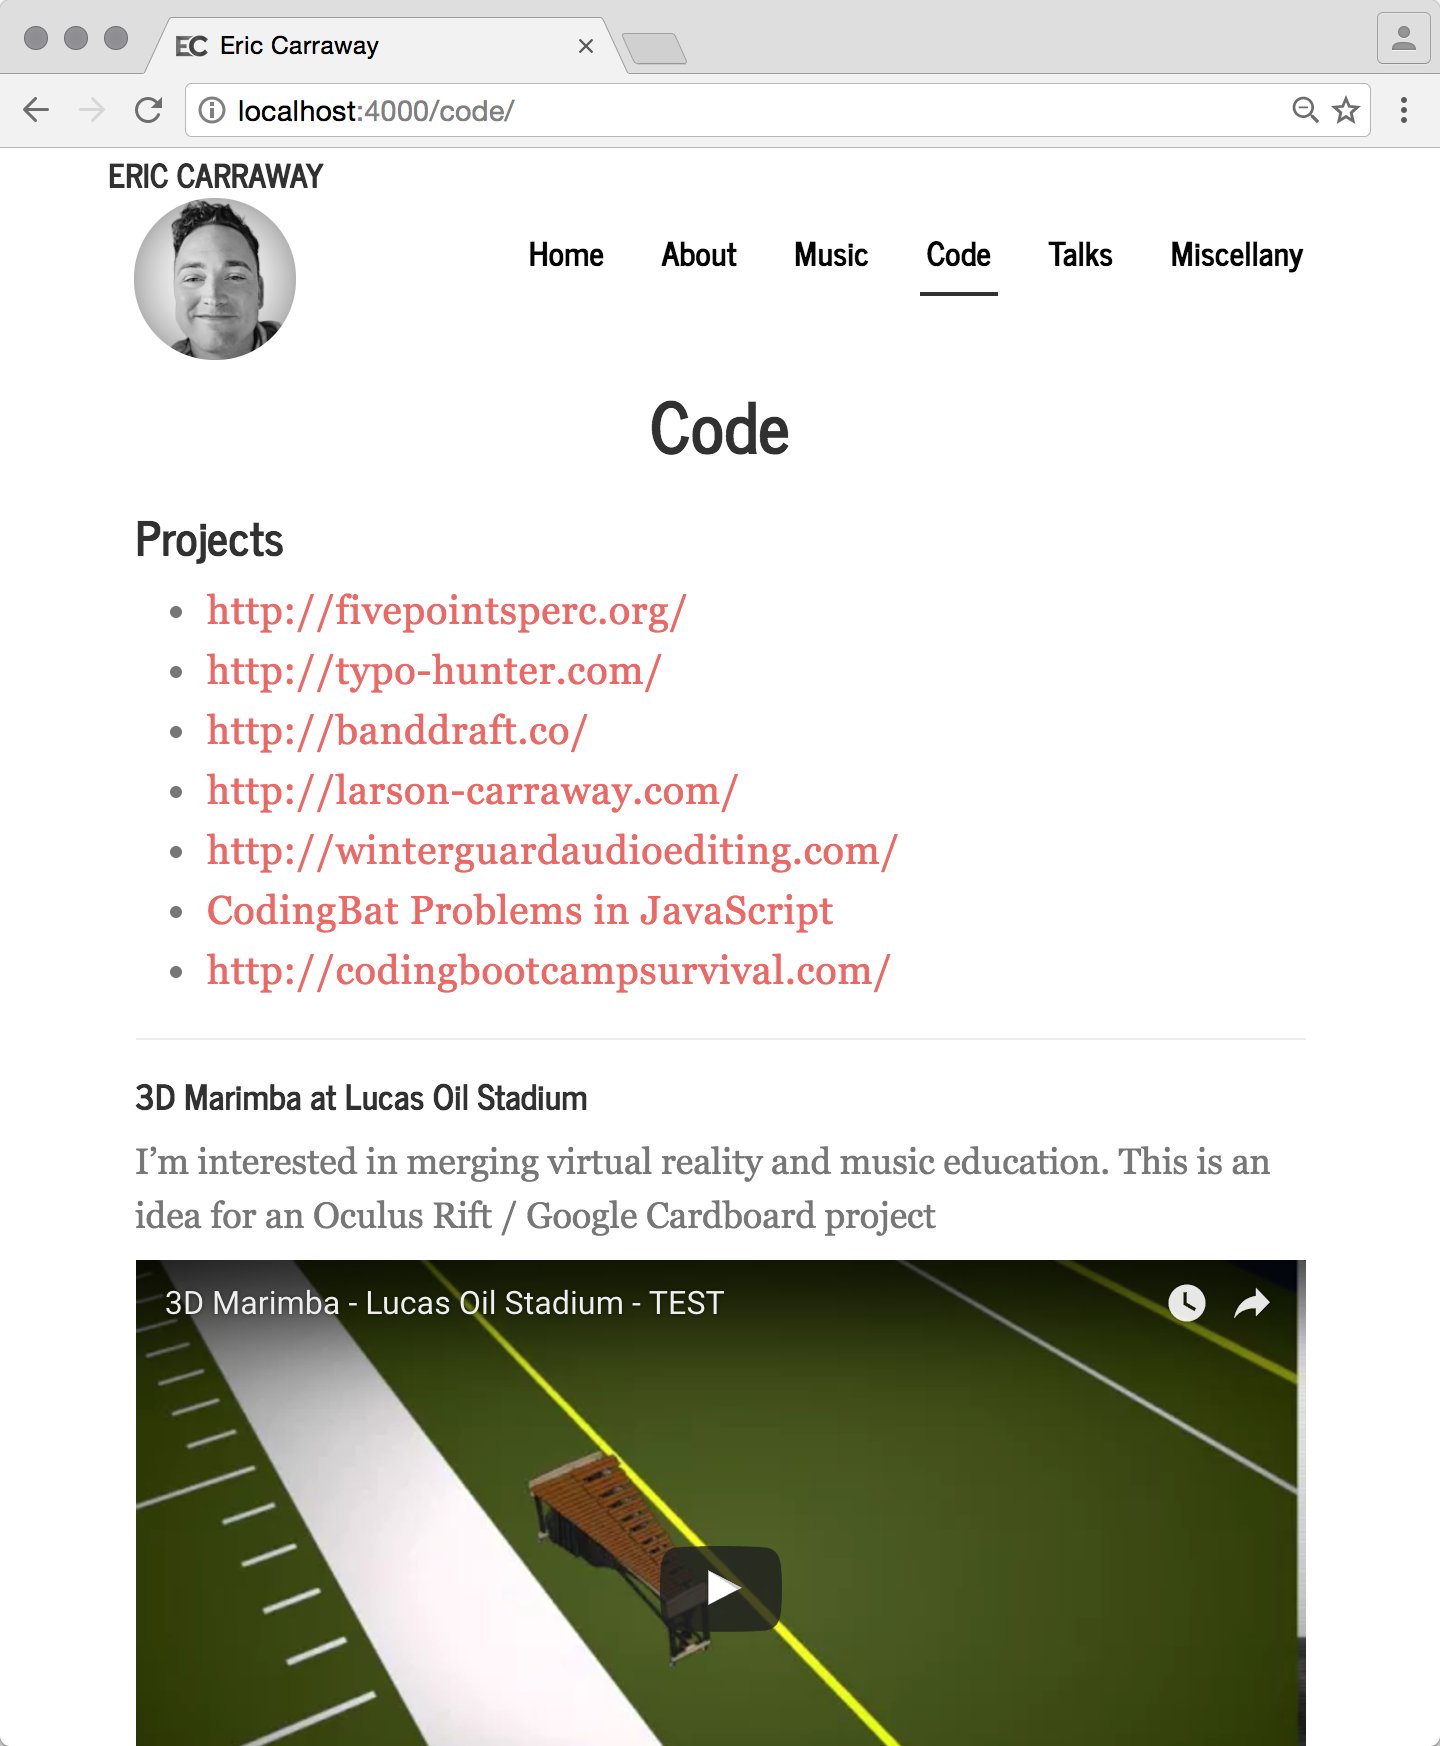 EC Eric Carraway
localhost:4000/code/
ERIC CARRAWAY
Home About Music Code Talks Miscellany
Code
Projects
http://fivepointsperc.org/
http://typo-hunter.com/
http://banddraft.co/
http://larson-carraway.com/
http://winterguardaudioediting.com/
CodingBat Problems in JavaScript
http://codingbootcampsurvival.com/
3D Marimba at Lucas Oil Stadium
I’m interested in merging virtual reality and music education. This is an
idea for an Oculus Rift / Google Cardboard project
3D Marimba - Lucas Oil Stadium - TEST